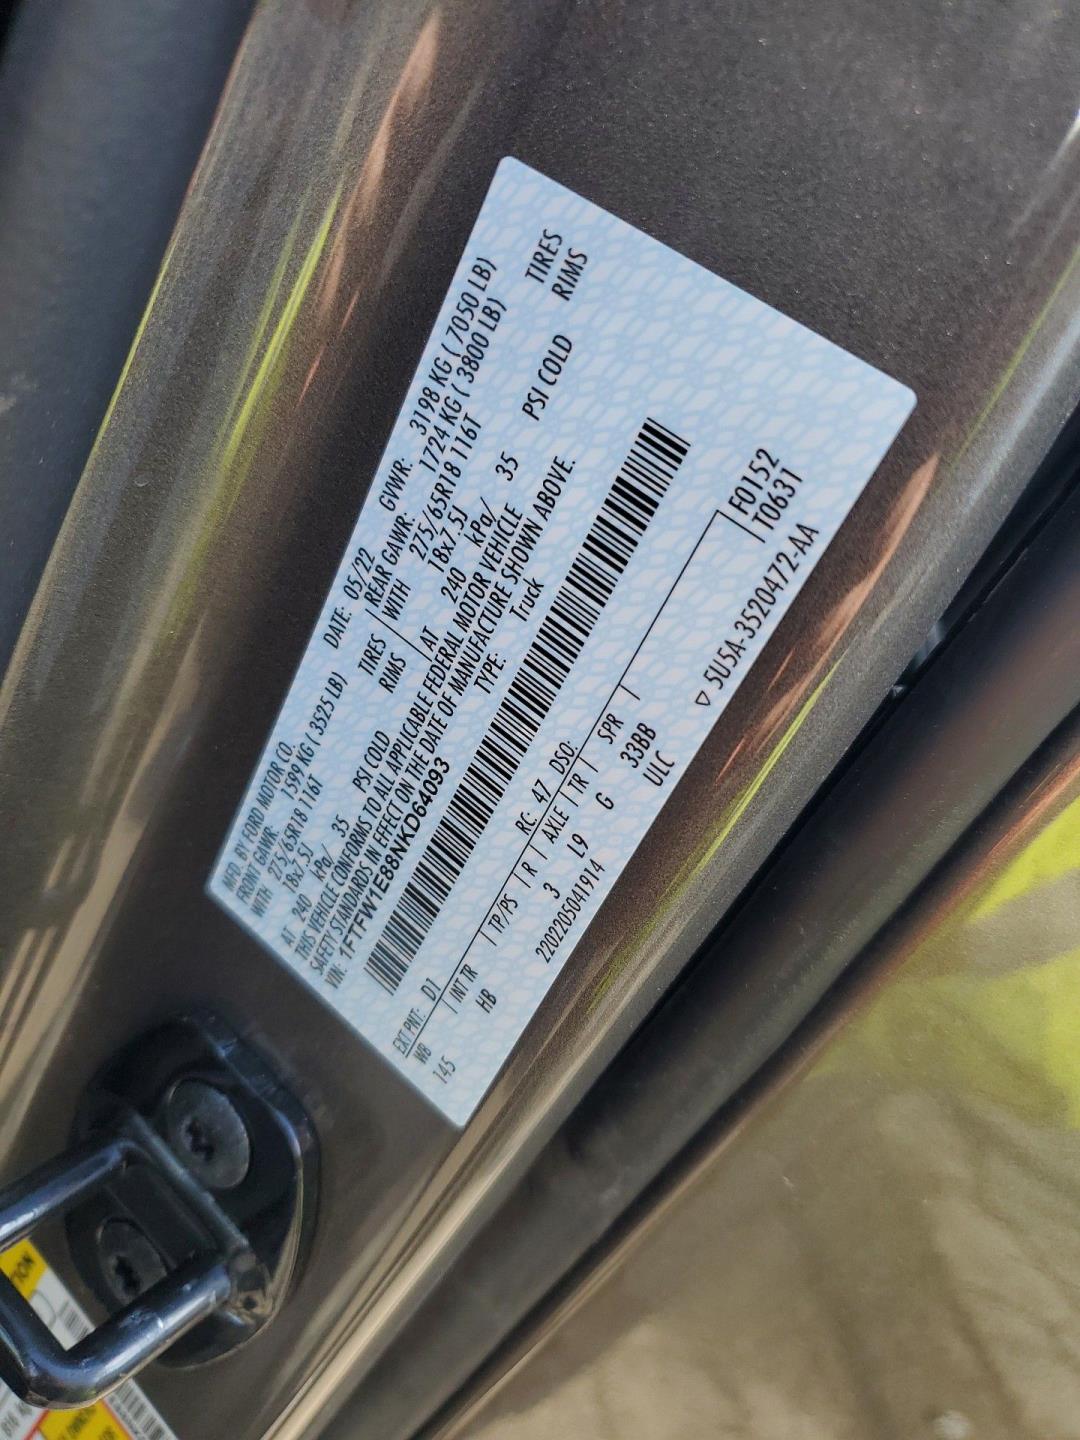 MFD. BY FORD MOTOR CO. DATE: 05/22 GVWR: 3198 KG ( 7050 LB)
FRONT GAWR: 1599 KG ( 3525 LB) REAR GAWR: 1724 KG ( 3800 LB)
WITH 275/65R18 116T TIRES WITH 275/65R18 116T TIRES
18x7.5J RIMS 18x7.5J RIMS
AT 240 kPa/ 35 PSI COLD AT 240 kPa/ 35 PSI COLD
THIS VEHICLE CONFORMS TO ALL APPLICABLE FEDERAL MOTOR VEHICLE
SAFETY STANDARDS IN EFFECT ON THE DATE OF MANUFACTURE SHOWN ABOVE.
VIN: 1FTFW1E88NKD64093 TYPE: Truck
EXT PNT: D1 RC: 47 DSO: F0152
WB INT TR TP/PS R AXLE TR SPR T0631
145 HB 3 L9 G 33BB
2202205041914 ULC
▽ 5U5A-3520472-AA